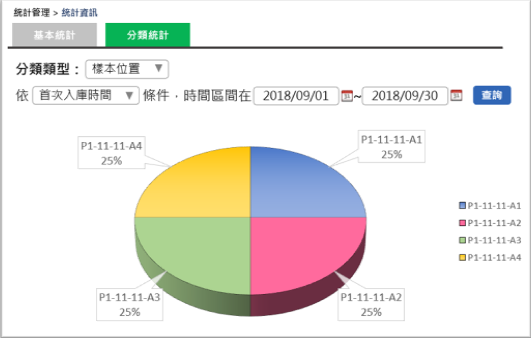 統計管理 > 統計資訊
基本統計 分類統計
分類類型： 樣本位置 ▼
依 首次入庫時間 ▼ 條件，時間區間在 2018/09/01 ~ 2018/09/30 查詢
P1-11-11-A4
25%
P1-11-11-A1
25%
P1-11-11-A1
P1-11-11-A2
P1-11-11-A3
P1-11-11-A4
P1-11-11-A3
25%
P1-11-11-A2
25%